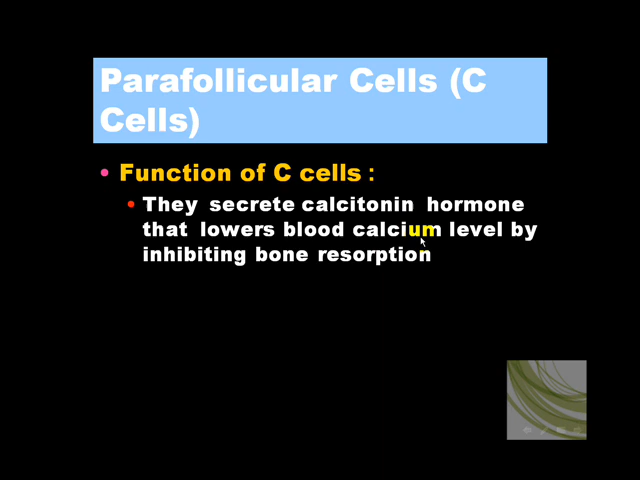 Parafollicular Cells (C
Cells)
• Function of C cells :
• They secrete calcitonin hormone
that lowers blood calcium level by
inhibiting bone resorption